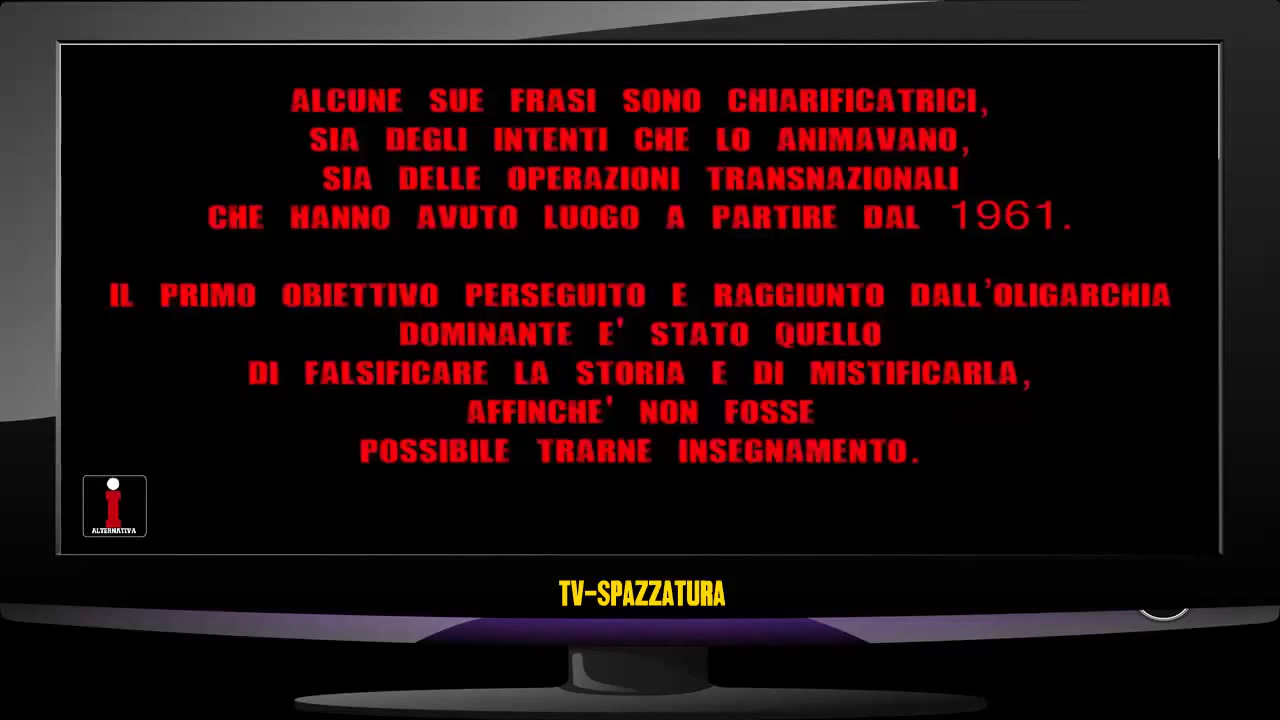 ALCUNE SUE FRASI SONO CHIARIFICATRICI,
SIA DEGLI INTENTI CHE LO ANIMAVANO,
SIA DELLE OPERAZIONI TRANSNAZIONALI
CHE HANNO AVUTO LUOGO A PARTIRE DAL 1961.
IL PRIMO OBIETTIVO PERSEGUITO E RAGGIUNTO DALL'OLIGARCHIA
DOMINANTE E' STATO QUELLO
DI FALSIFICARE LA STORIA E DI MISTIFICARLA,
AFFINCHE' NON FOSSE
POSSIBILE TRARNE INSEGNAMENTO.
i
ALTERNATIVA
TV-SPAZZATURA